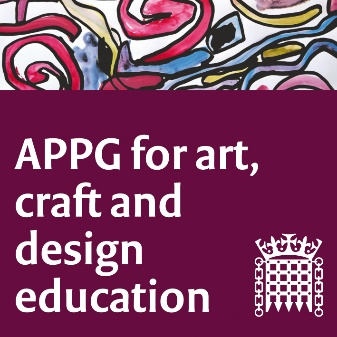 APPG for art,
craft and
design
education